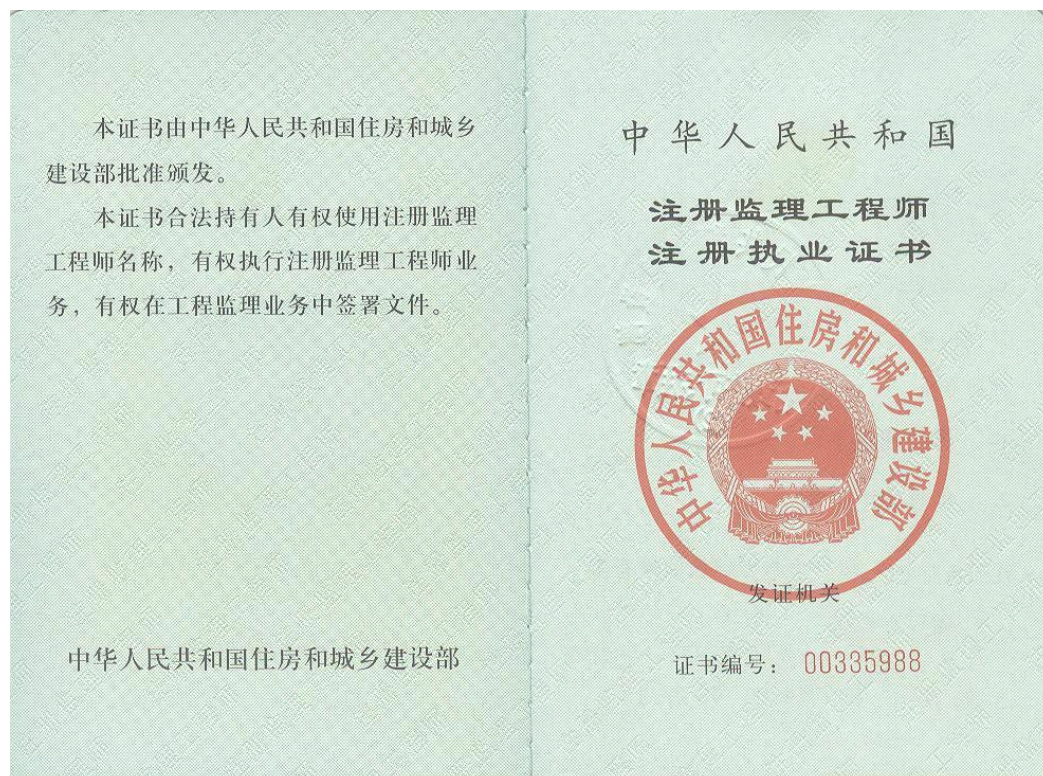 本证书由中华人民共和国住房和城乡
建设部批准颁发。
本证书合法持有人有权使用注册监理
工程师名称，有权执行注册监理工程师业
务，有权在工程监理业务中签署文件。
中华人民共和国住房和城乡建设部
中华人民共和国
注册监理工程师
注册执业证书
中华人民共和国住房和城乡建设部
发证机关
证书编号：00335988